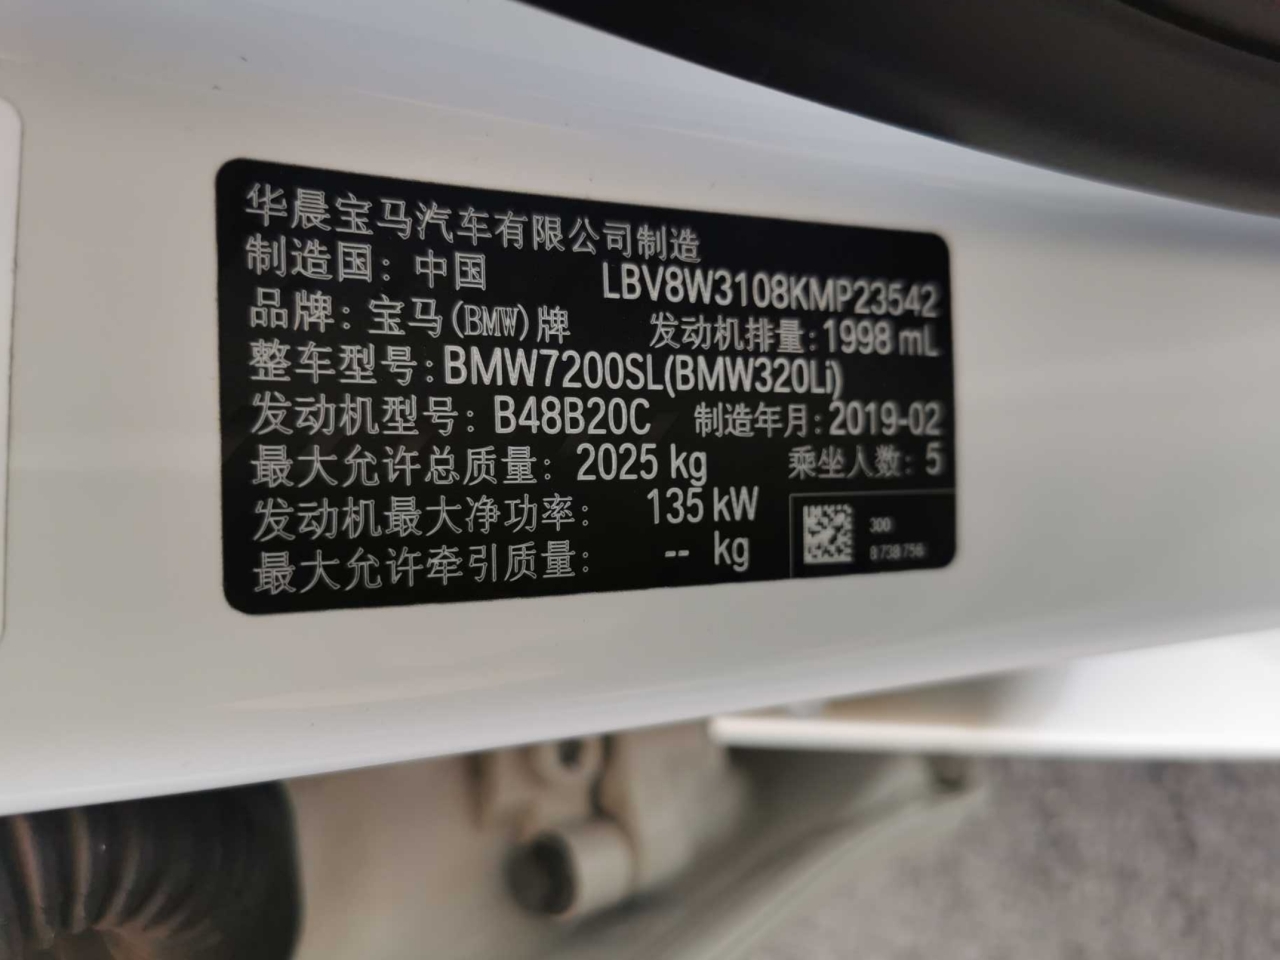 华晨宝马汽车有限公司制造
制造国：中国 LBV8W3108KMP23542
品牌：宝马(BMW)牌 发动机排量：1998 mL
整车型号：BMW7200SL(BMW320Li)
发动机型号：B48B20C 制造年月：2019-02
最大允许总质量：2025 kg 乘坐人数：5
发动机最大净功率：135 kW
最大允许牵引质量：-- kg
300
8738756